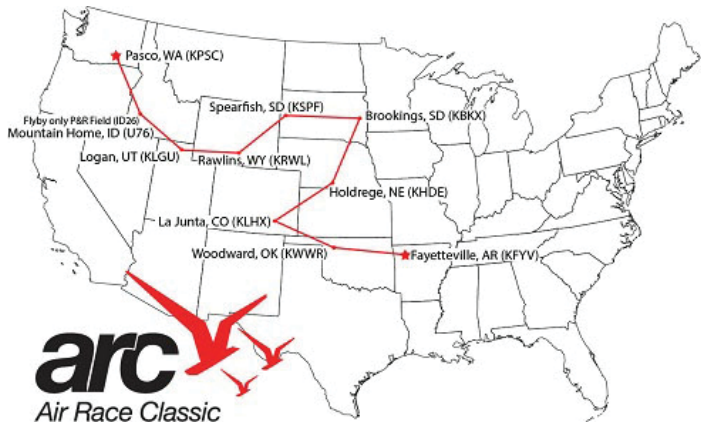 Pasco, WA (KPSC)
Spearfish, SD (KSPF)
Brookings, SD (KBKX)
Flyby only P&R Field (ID26)
Mountain Home, ID (U76)
Logan, UT (KLGU)
Rawlins, WY (KRWL)
Holdrege, NE (KHDE)
La Junta, CO (KLHX)
Woodward, OK (KWWR)
Fayetteville, AR (KFYV)
arc
Air Race Classic